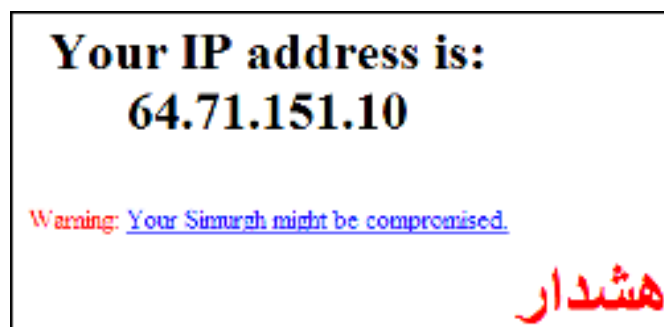 Your IP address is:
64.71.151.10
Warning: Your Simurgh might be compromised.
هشدار